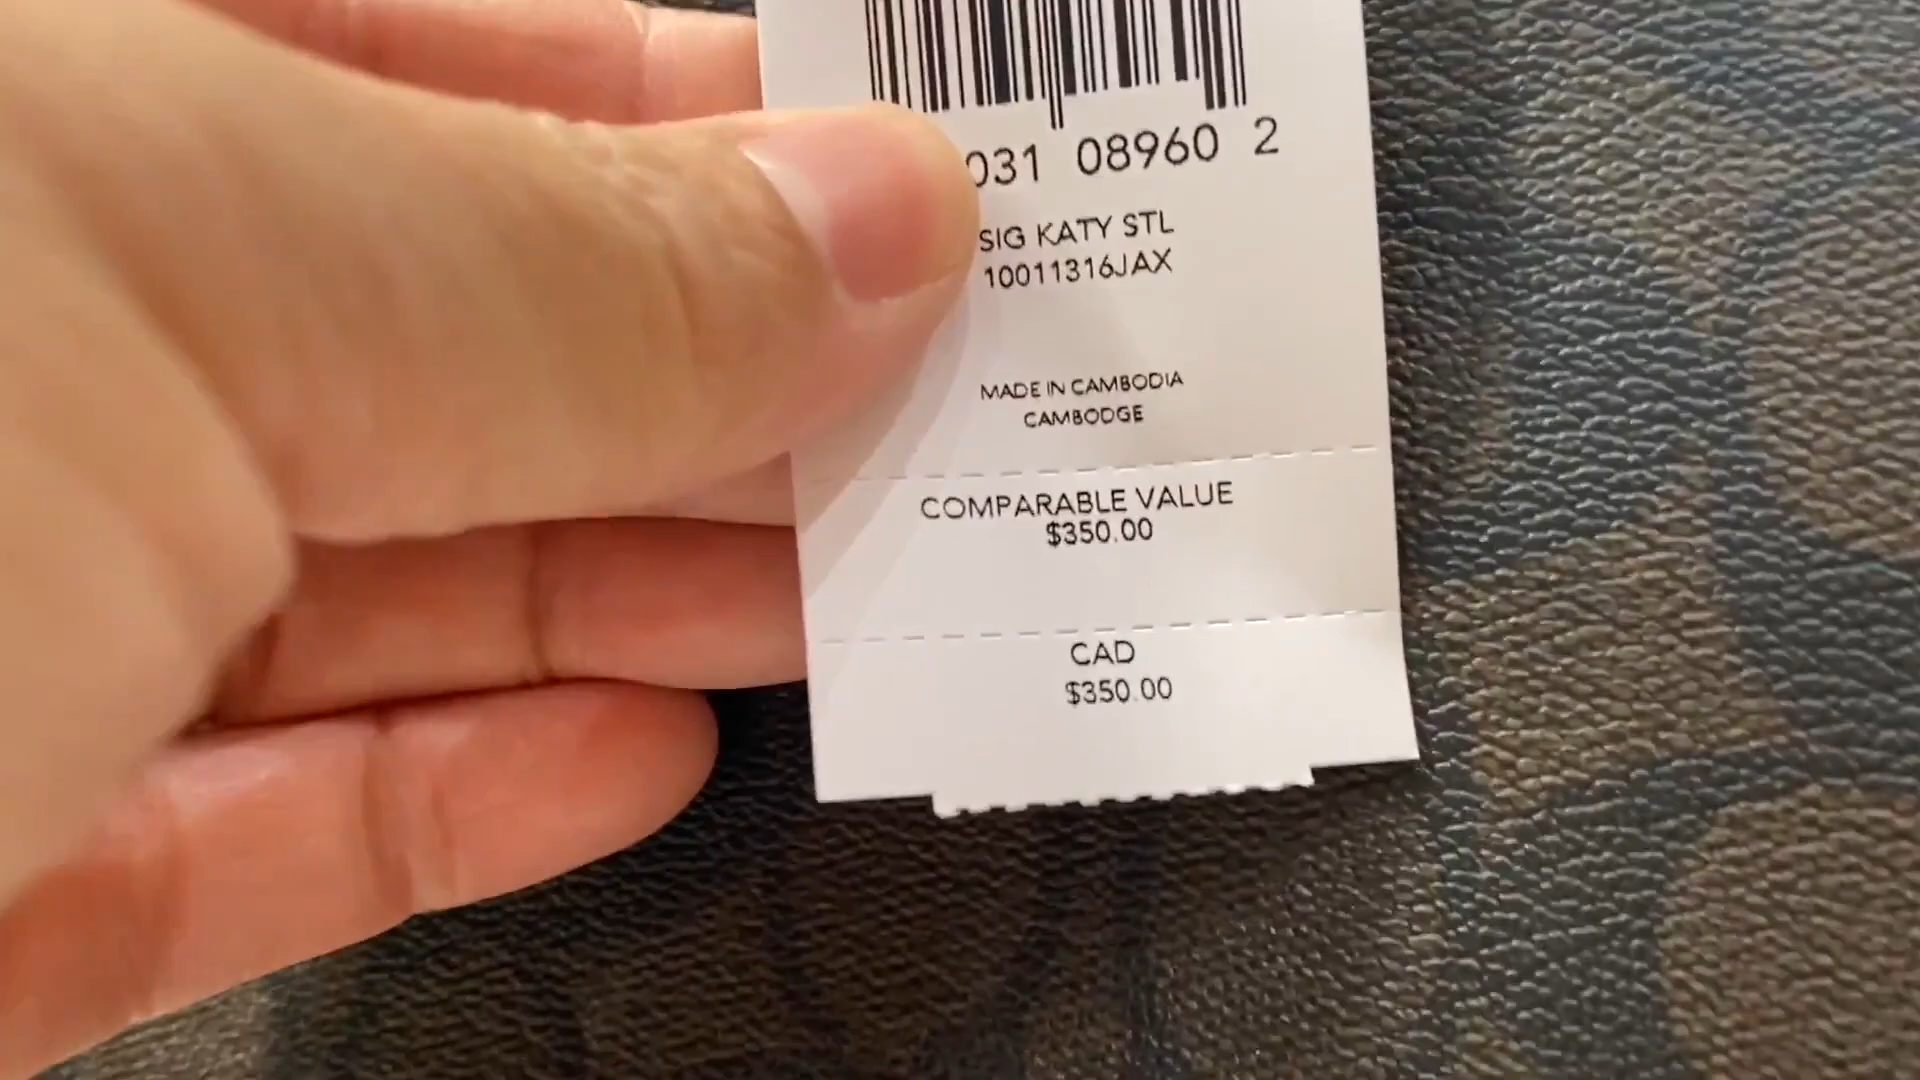 031 08960 2
SIG KATY STL
10011316JAX
MADE IN CAMBODIA
CAMBODGE
COMPARABLE VALUE
$350.00
CAD
$350.00